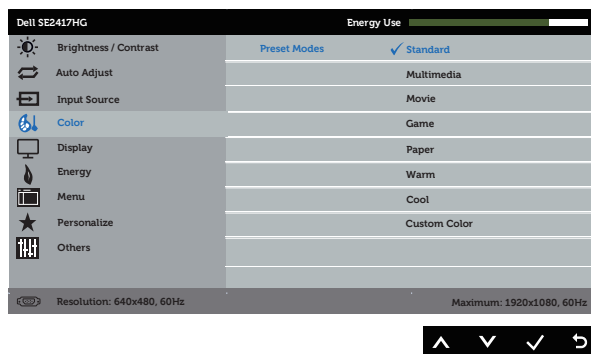 Dell SE2417HG Energy Use
Brightness / Contrast Preset Modes Standard
Auto Adjust Multimedia
Input Source Movie
Color Game
Display Paper
Energy Warm
Menu Cool
Personalize Custom Color
Others
Resolution: 640x480, 60Hz Maximum: 1920x1080, 60Hz